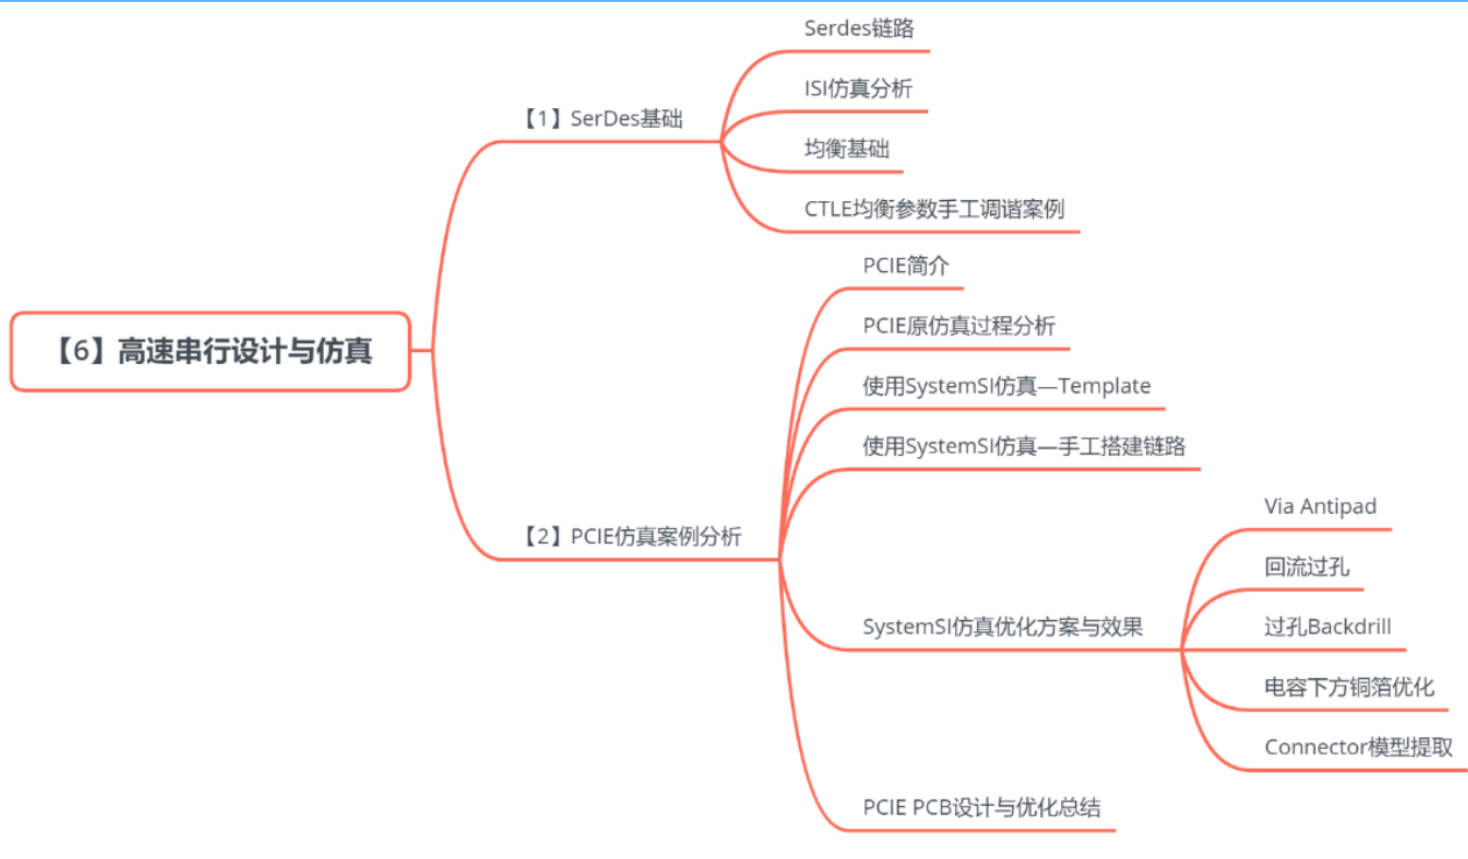 【6】高速串行设计与仿真
【1】SerDes基础
Serdes链路
ISI仿真分析
均衡基础
CTLE均衡参数手工调谐案例
【2】PCIE仿真案例分析
PCIE简介
PCIE原仿真过程分析
使用SystemSI仿真—Template
使用SystemSI仿真—手工搭建链路
SystemSI仿真优化方案与效果
Via Antipad
回流过孔
过孔Backdrill
电容下方铜箔优化
Connector模型提取
PCIE PCB设计与优化总结